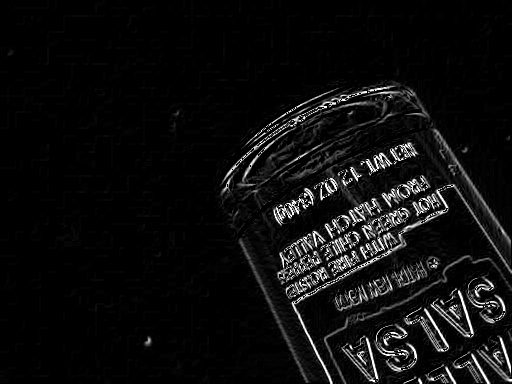 SALSA
WITH FIRE ROASTED
HOT GREEN CHILE PEPPERS
FROM HATCH VALLEY
NET WT. 12 OZ (340g)